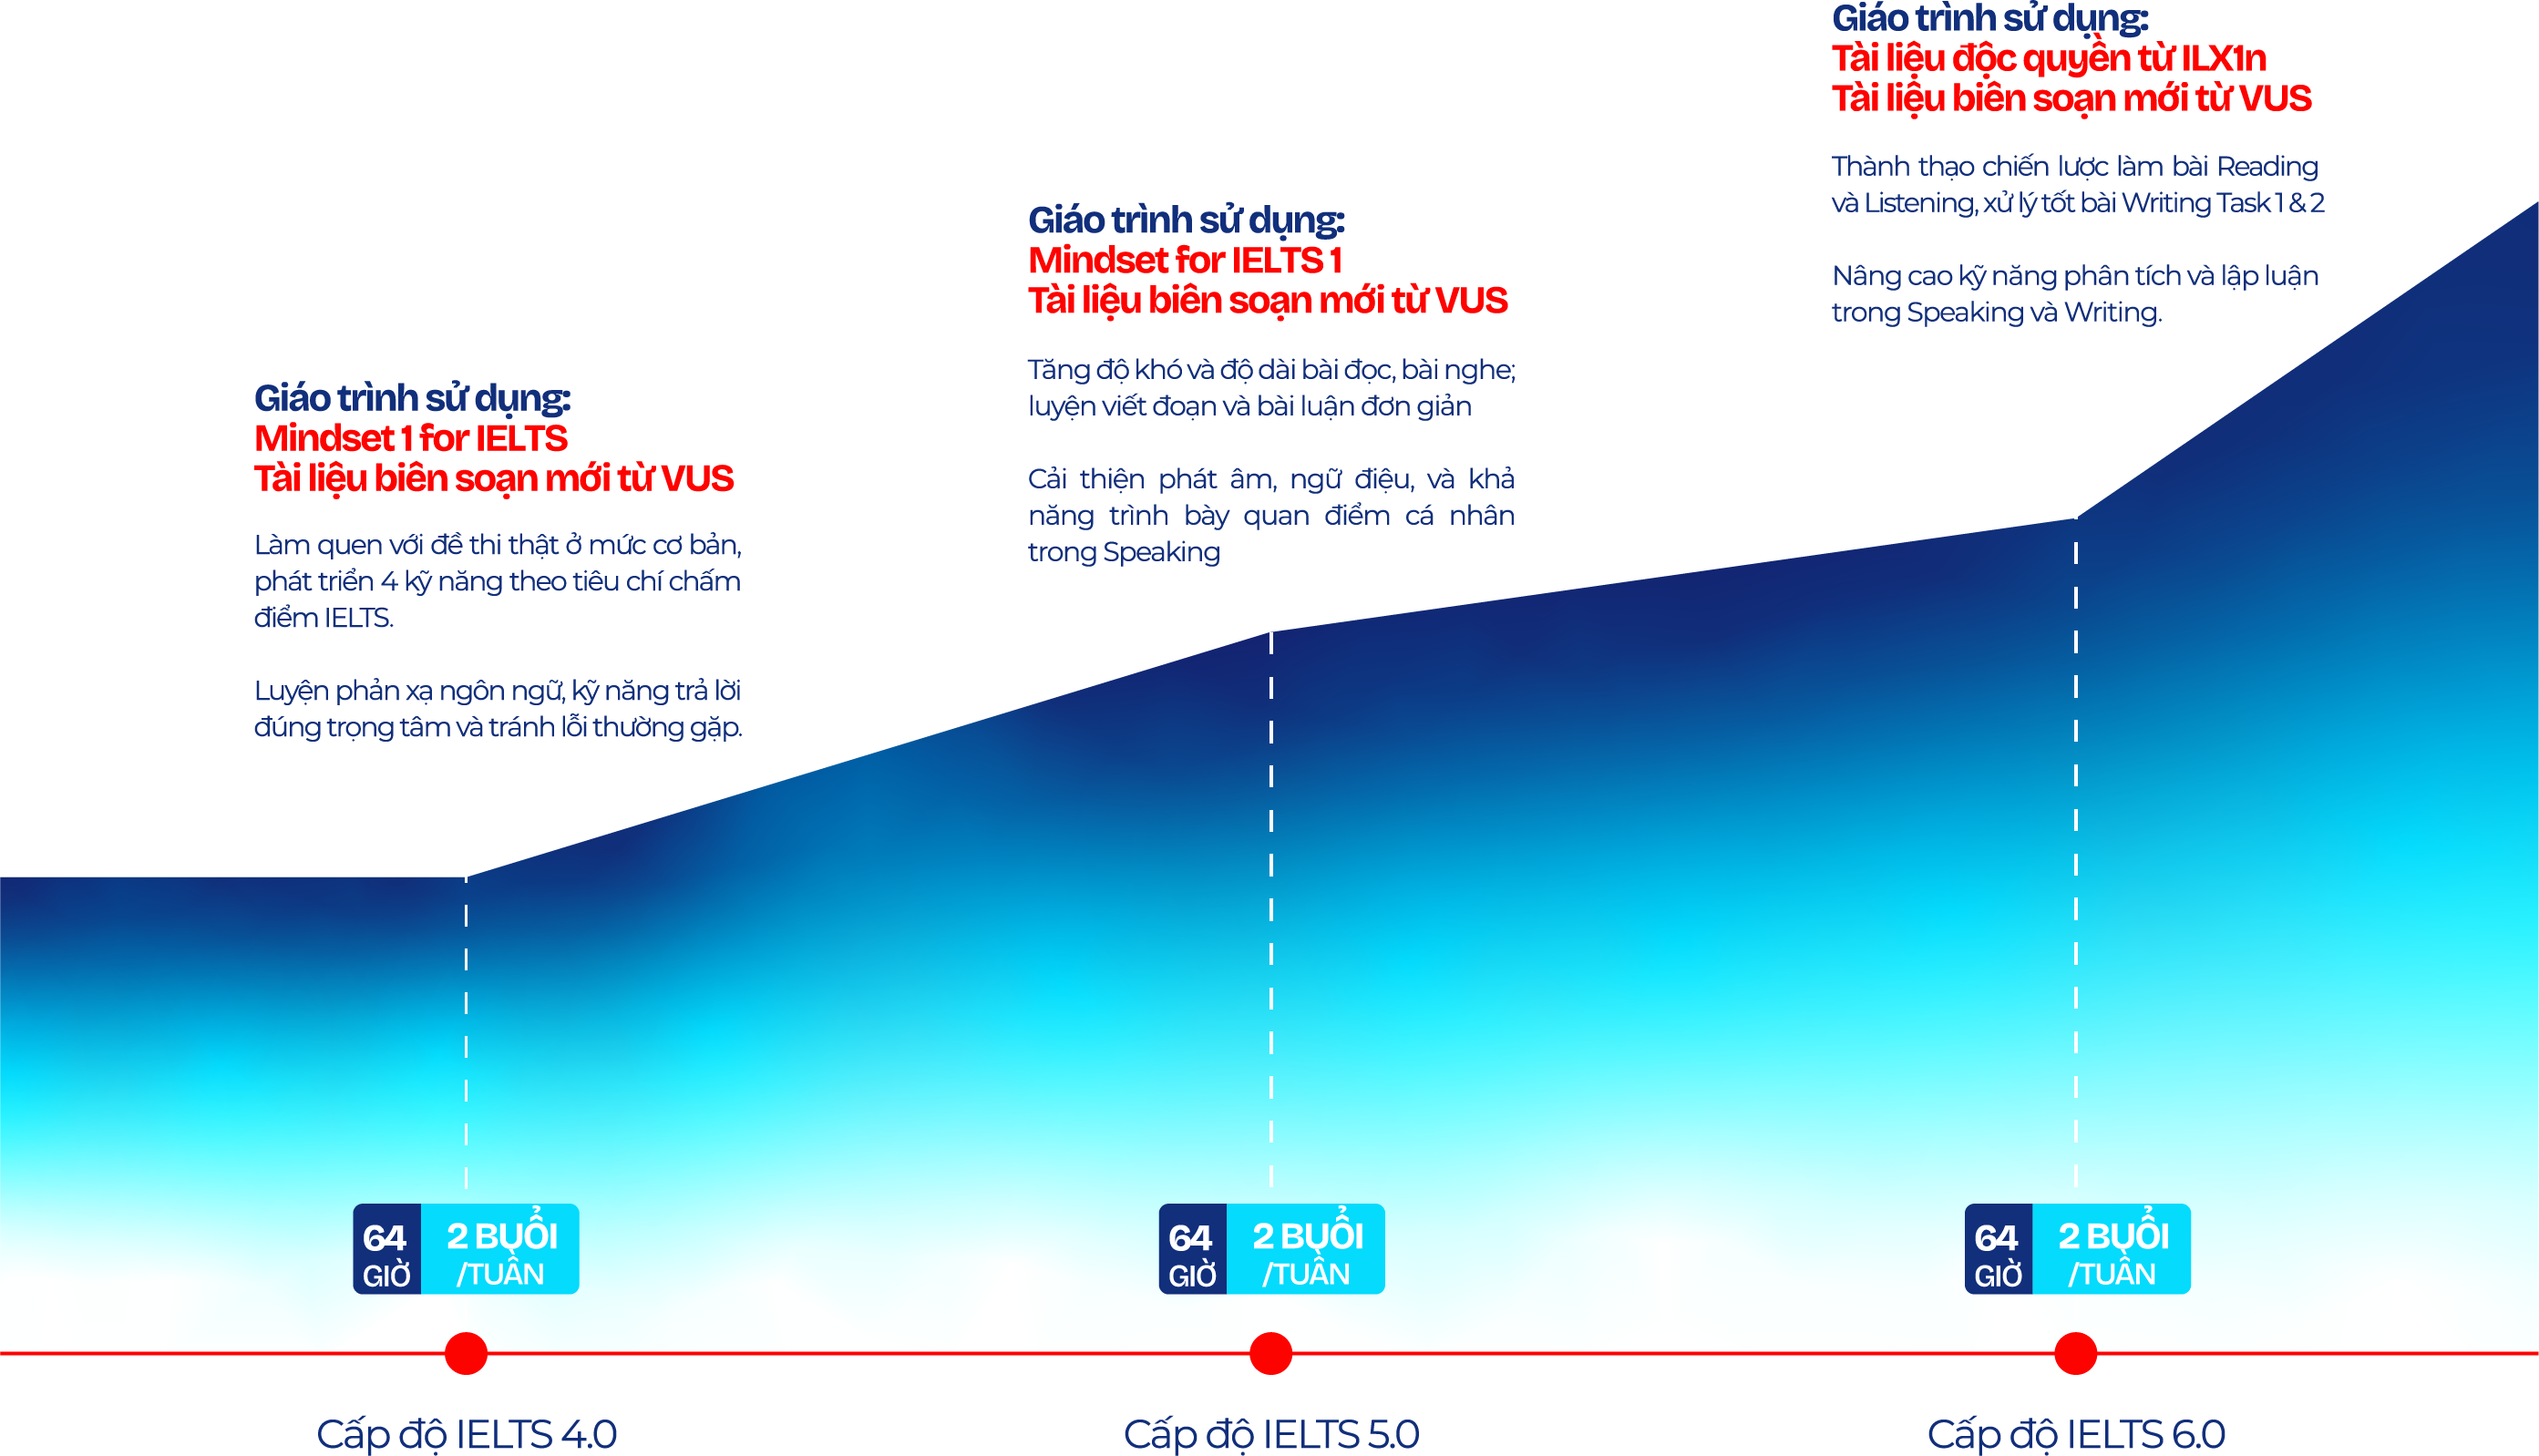 Giáo trình sử dụng:
Mindset 1 for IELTS
Tài liệu biên soạn mới từ VUS
Làm quen với đề thi thật ở mức cơ bản,
phát triển 4 kỹ năng theo tiêu chí chấm
điểm IELTS.
Luyện phản xạ ngôn ngữ, kỹ năng trả lời
đúng trọng tâm và tránh lỗi thường gặp.
64
GIỜ
2 BUỔI
/TUẦN
Cấp độ IELTS 4.0
Giáo trình sử dụng:
Mindset for IELTS 1
Tài liệu biên soạn mới từ VUS
Tăng độ khó và độ dài bài đọc, bài nghe;
luyện viết đoạn và bài luận đơn giản
Cải thiện phát âm, ngữ điệu, và khả
năng trình bày quan điểm cá nhân
trong Speaking
64
GIỜ
2 BUỔI
/TUẦN
Cấp độ IELTS 5.0
Giáo trình sử dụng:
Tài liệu độc quyền từ ILX1n
Tài liệu biên soạn mới từ VUS
Thành thạo chiến lược làm bài Reading
và Listening, xử lý tốt bài Writing Task 1 & 2
Nâng cao kỹ năng phân tích và lập luận
trong Speaking và Writing.
64
GIỜ
2 BUỔI
/TUẦN
Cấp độ IELTS 6.0